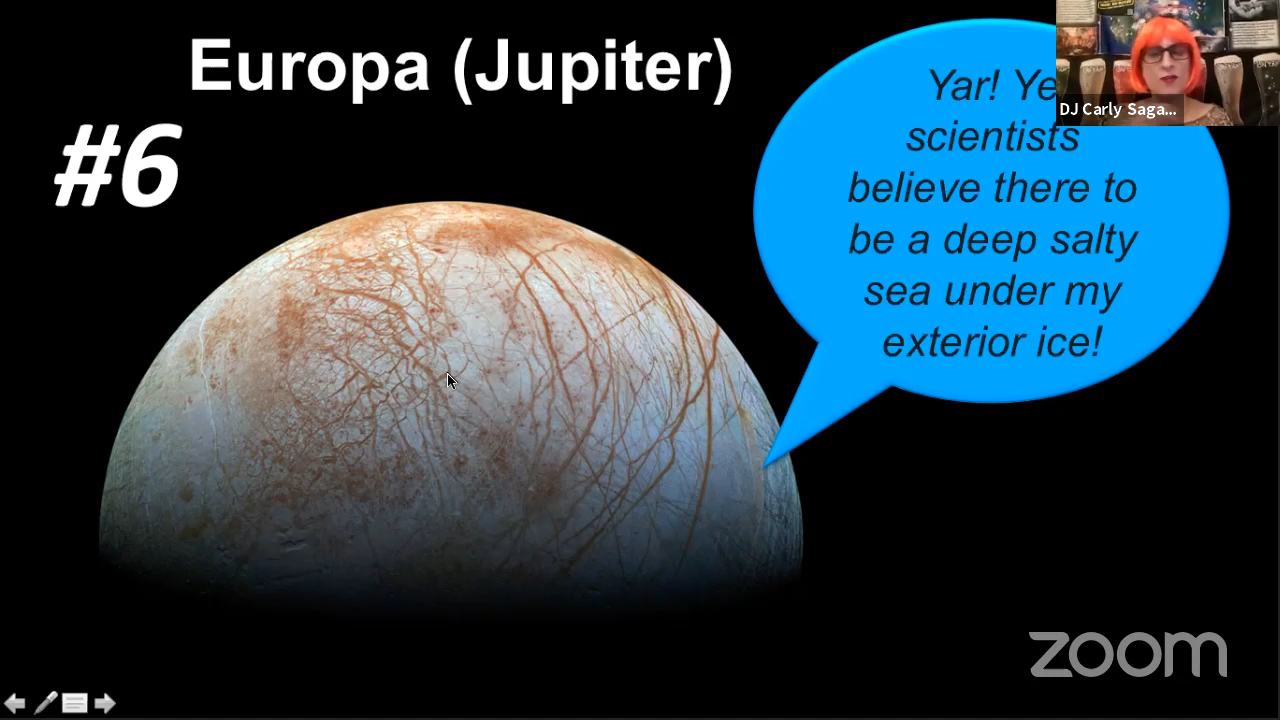 Europa (Jupiter)
#6
Yar! Ye
scientists
believe there to
be a deep salty
sea under my
exterior ice!
DJ Carly Saga...
zoom